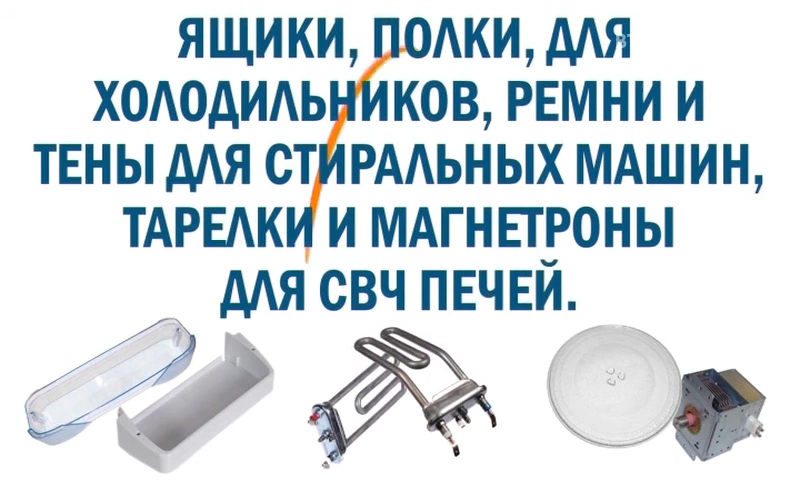 ЯЩИКИ, ПОЛКИ, ДЛЯ
ХОЛОДИЛЬНИКОВ, РЕМНИ И
ТЕНЫ ДЛЯ СТИРАЛЬНЫХ МАШИН,
ТАРЕЛКИ И МАГНЕТРОНЫ
ДЛЯ СВЧ ПЕЧЕЙ.